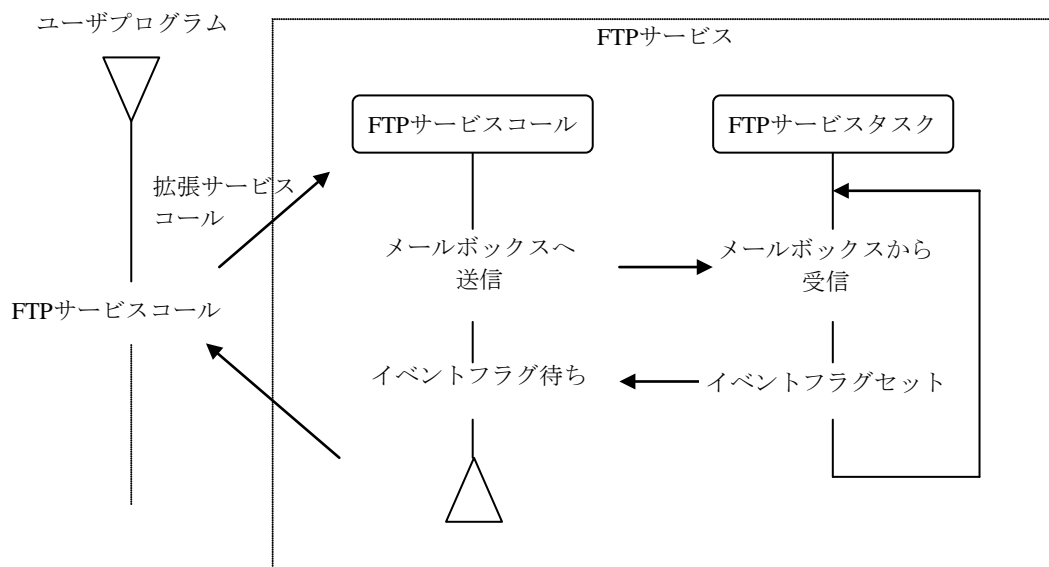 ユーザプログラム
FTPサービス
FTPサービスコール
FTPサービスタスク
拡張サービス
コール
メールボックスへ
送信
メールボックスから
受信
FTPサービスコール
イベントフラグ待ち
イベントフラグセット